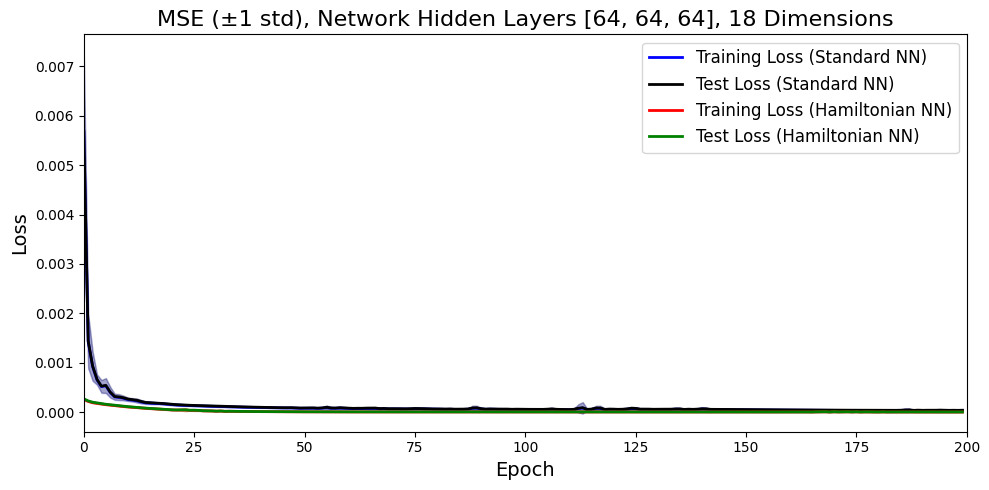 MSE (±1 std), Network Hidden Layers [64, 64, 64], 18 Dimensions
Training Loss (Standard NN)
Test Loss (Standard NN)
Training Loss (Hamiltonian NN)
Test Loss (Hamiltonian NN)
Loss
0.007
0.006
0.005
0.004
0.003
0.002
0.001
0.000
0 25 50 75 100 125 150 175 200
Epoch